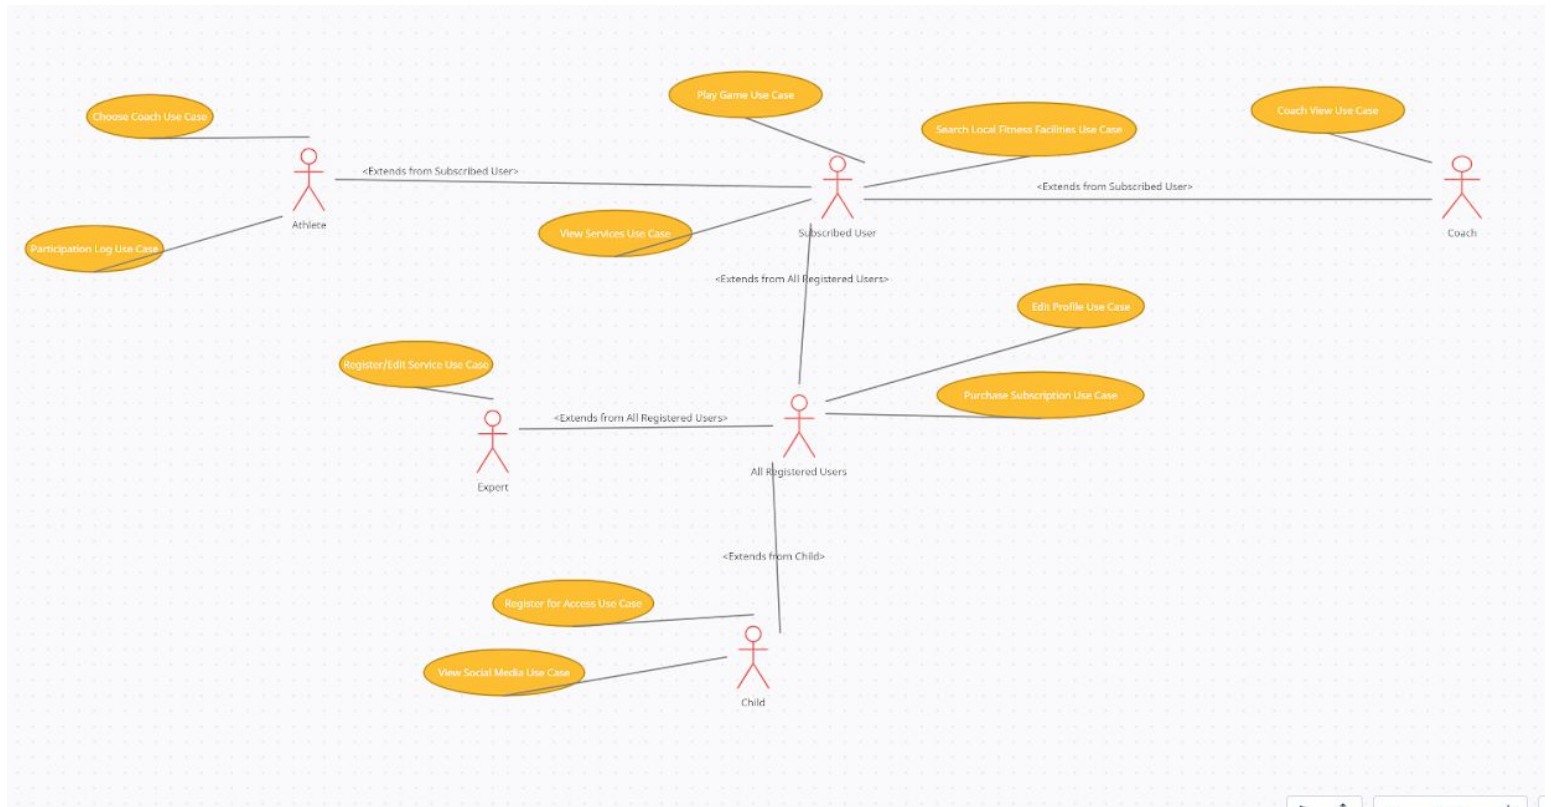 Play Game Use Case
Choose Coach Use Case
Search Local Fitness Facilities Use Case
Coach View Use Case
<Extends from Subscribed User>
<Extends from Subscribed User>
Athlete
Subscribed User
Coach
Participation Log Use Case
View Services Use Case
<Extends from All Registered Users>
Edit Profile Use Case
Register/Edit Service Use Case
Purchase Subscription Use Case
<Extends from All Registered Users>
All Registered Users
Expert
<Extends from Child>
Register for Access Use Case
View Social Media Use Case
Child